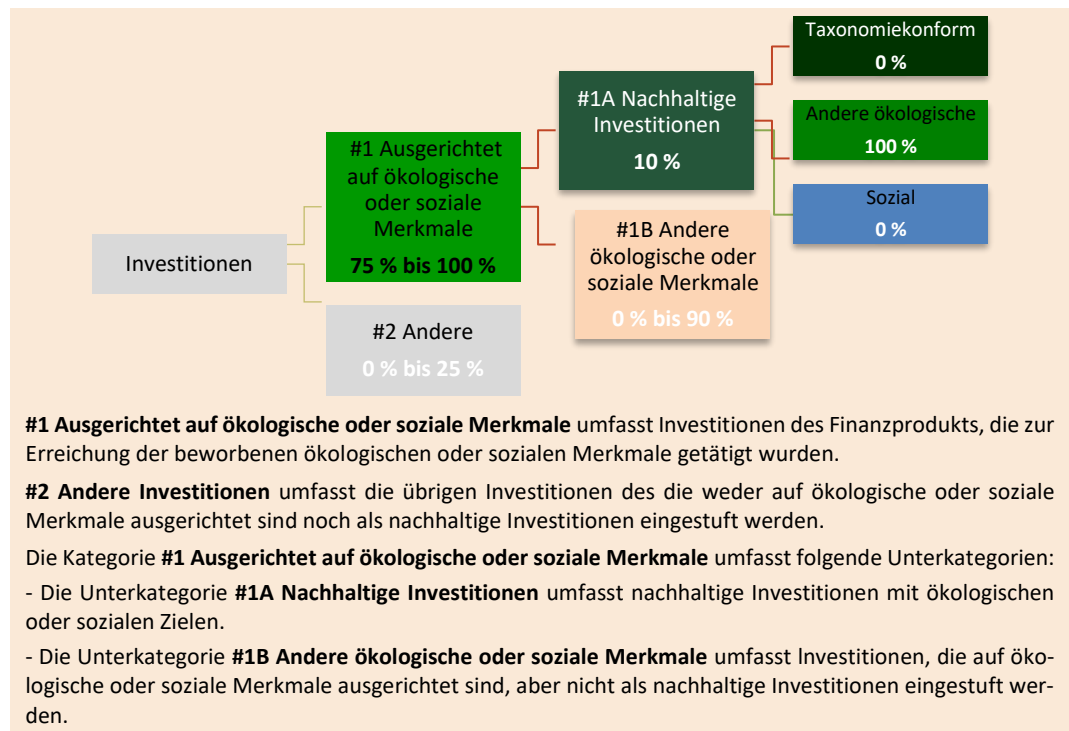 Taxonomiekonform
0 %
#1A Nachhaltige
Investitionen
10 %
Andere ökologische
100 %
#1 Ausgerichtet
auf ökologische
oder soziale
Merkmale
75 % bis 100 %
Sozial
0 %
#1B Andere
ökologische oder
soziale Merkmale
0 % bis 90 %
Investitionen
#2 Andere
0 % bis 25 %
#1 Ausgerichtet auf ökologische oder soziale Merkmale umfasst Investitionen des Finanzprodukts, die zur
Erreichung der beworbenen ökologischen oder sozialen Merkmale getätigt wurden.
#2 Andere Investitionen umfasst die übrigen Investitionen des die weder auf ökologische oder soziale
Merkmale ausgerichtet sind noch als nachhaltige Investitionen eingestuft werden.
Die Kategorie #1 Ausgerichtet auf ökologische oder soziale Merkmale umfasst folgende Unterkategorien:
- Die Unterkategorie #1A Nachhaltige Investitionen umfasst nachhaltige Investitionen mit ökologischen
oder sozialen Zielen.
- Die Unterkategorie #1B Andere ökologische oder soziale Merkmale umfasst Investitionen, die auf öko-
logische oder soziale Merkmale ausgerichtet sind, aber nicht als nachhaltige Investitionen eingestuft wer-
den.